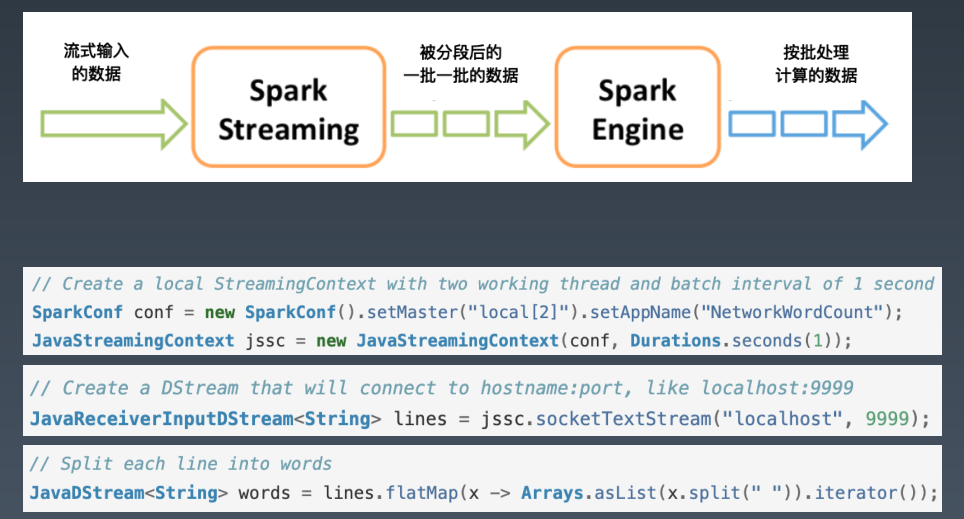 流式输入
的数据
Spark
Streaming
被分段后的
一批一批的数据
Spark
Engine
按批处理
计算的数据
// Create a local StreamingContext with two working thread and batch interval of 1 second
SparkConf conf = new SparkConf().setMaster("local[2]").setAppName("NetworkWordCount");
JavaStreamingContext jssc = new JavaStreamingContext(conf, Durations.seconds(1));
// Create a DStream that will connect to hostname:port, like localhost:9999
JavaReceiverInputDStream<String> lines = jssc.socketTextStream("localhost", 9999);
// Split each line into words
JavaDStream<String> words = lines.flatMap(x -> Arrays.asList(x.split(" ")).iterator());